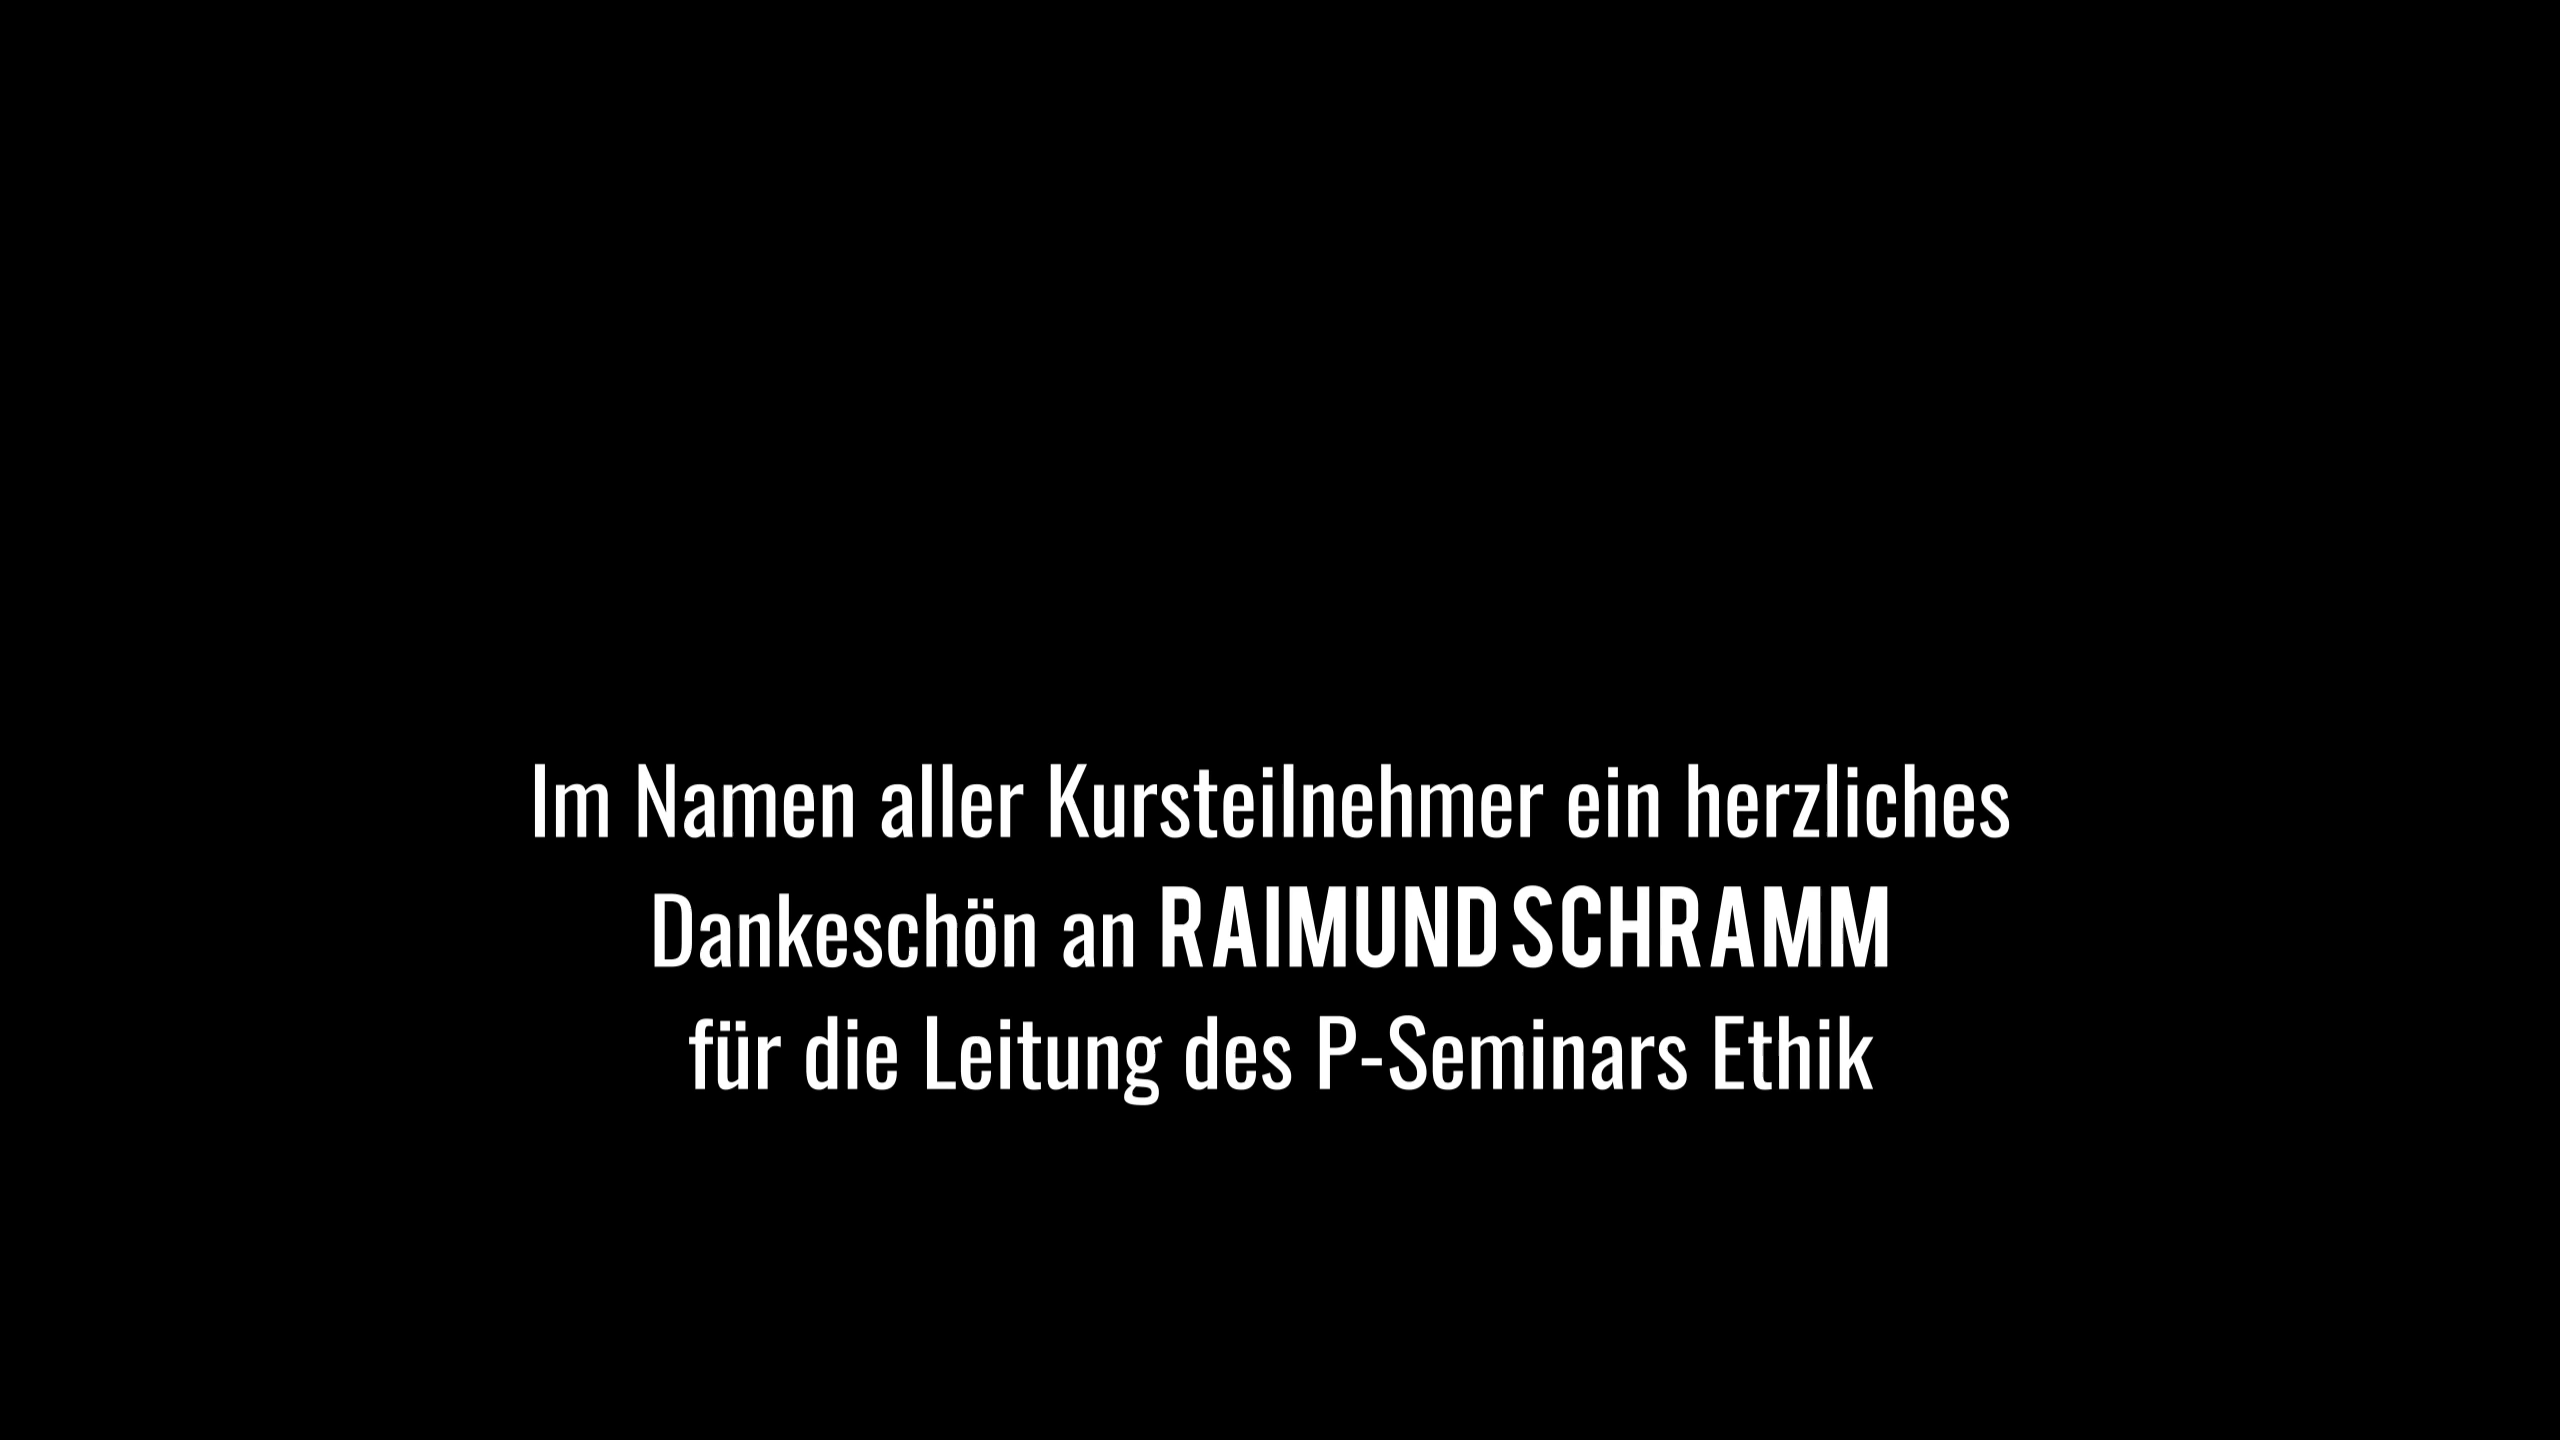 Im Namen aller Kursteilnehmer ein herzliches
Dankeschön an RAIMUND SCHRAMM
für die Leitung des P-Seminars Ethik